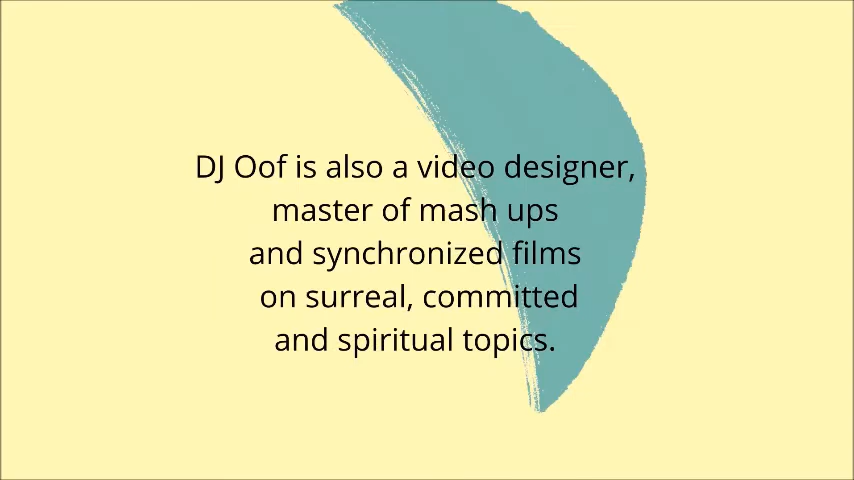 DJ Oof is also a video designer,
master of mash ups
and synchronized films
on surreal, committed
and spiritual topics.